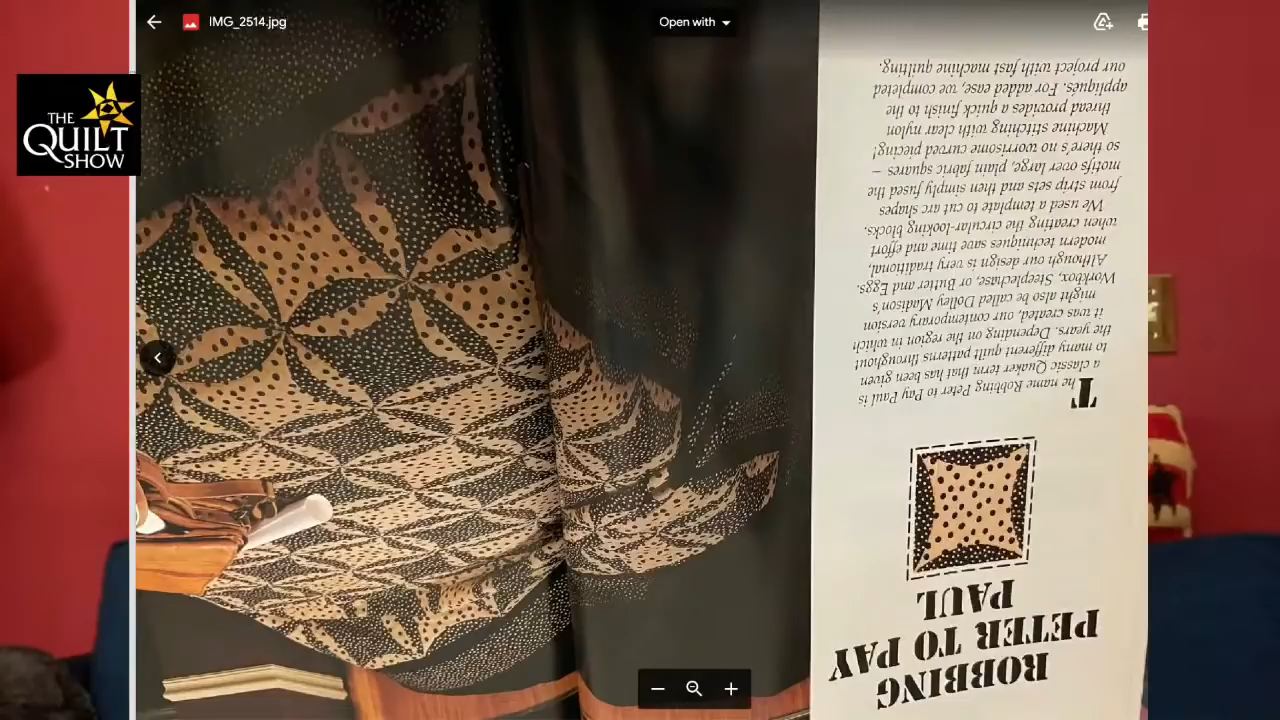 IMG_2514.jpg
Open with
THE
QUILT
SHOW
ROBBING
PETER TO PAY
PAUL
The name Robbing Peter to Pay Paul is
a classic Quaker term that has been given
to many different quilt patterns throughout
the years. Depending on the region in which
it was created, our contemporary version
might also be called Dolley Madison's
Workbox, Steeplechase, or Butter and Eggs.
Although our design is very traditional,
modern techniques save time and effort
when creating the circular-looking blocks.
We used a template to cut arc shapes
from strip sets and then simply fused the
motifs over large, plain fabric squares —
so there's no worrisome curved piecing!
Machine stitching with clear nylon
thread provides a quick finish to the
appliqués. For added ease, we completed
our project with fast machine quilting.